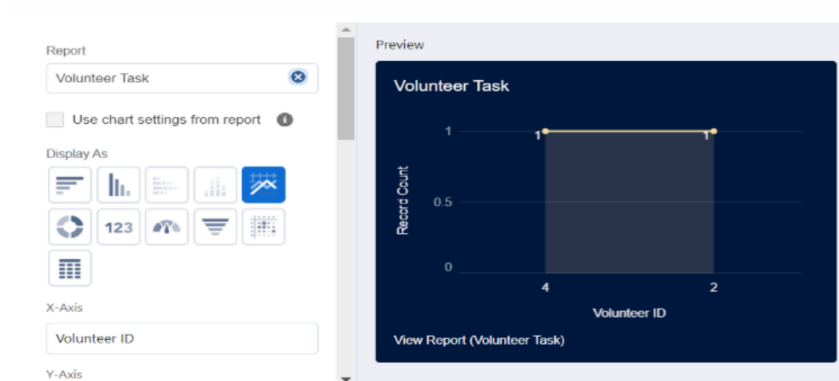 Report
Volunteer Task
Use chart settings from report
Display As
123
X-Axis
Volunteer ID
Y-Axis
Preview
Volunteer Task
Record Count
1
0.5
0
1
1
4
2
Volunteer ID
View Report (Volunteer Task)